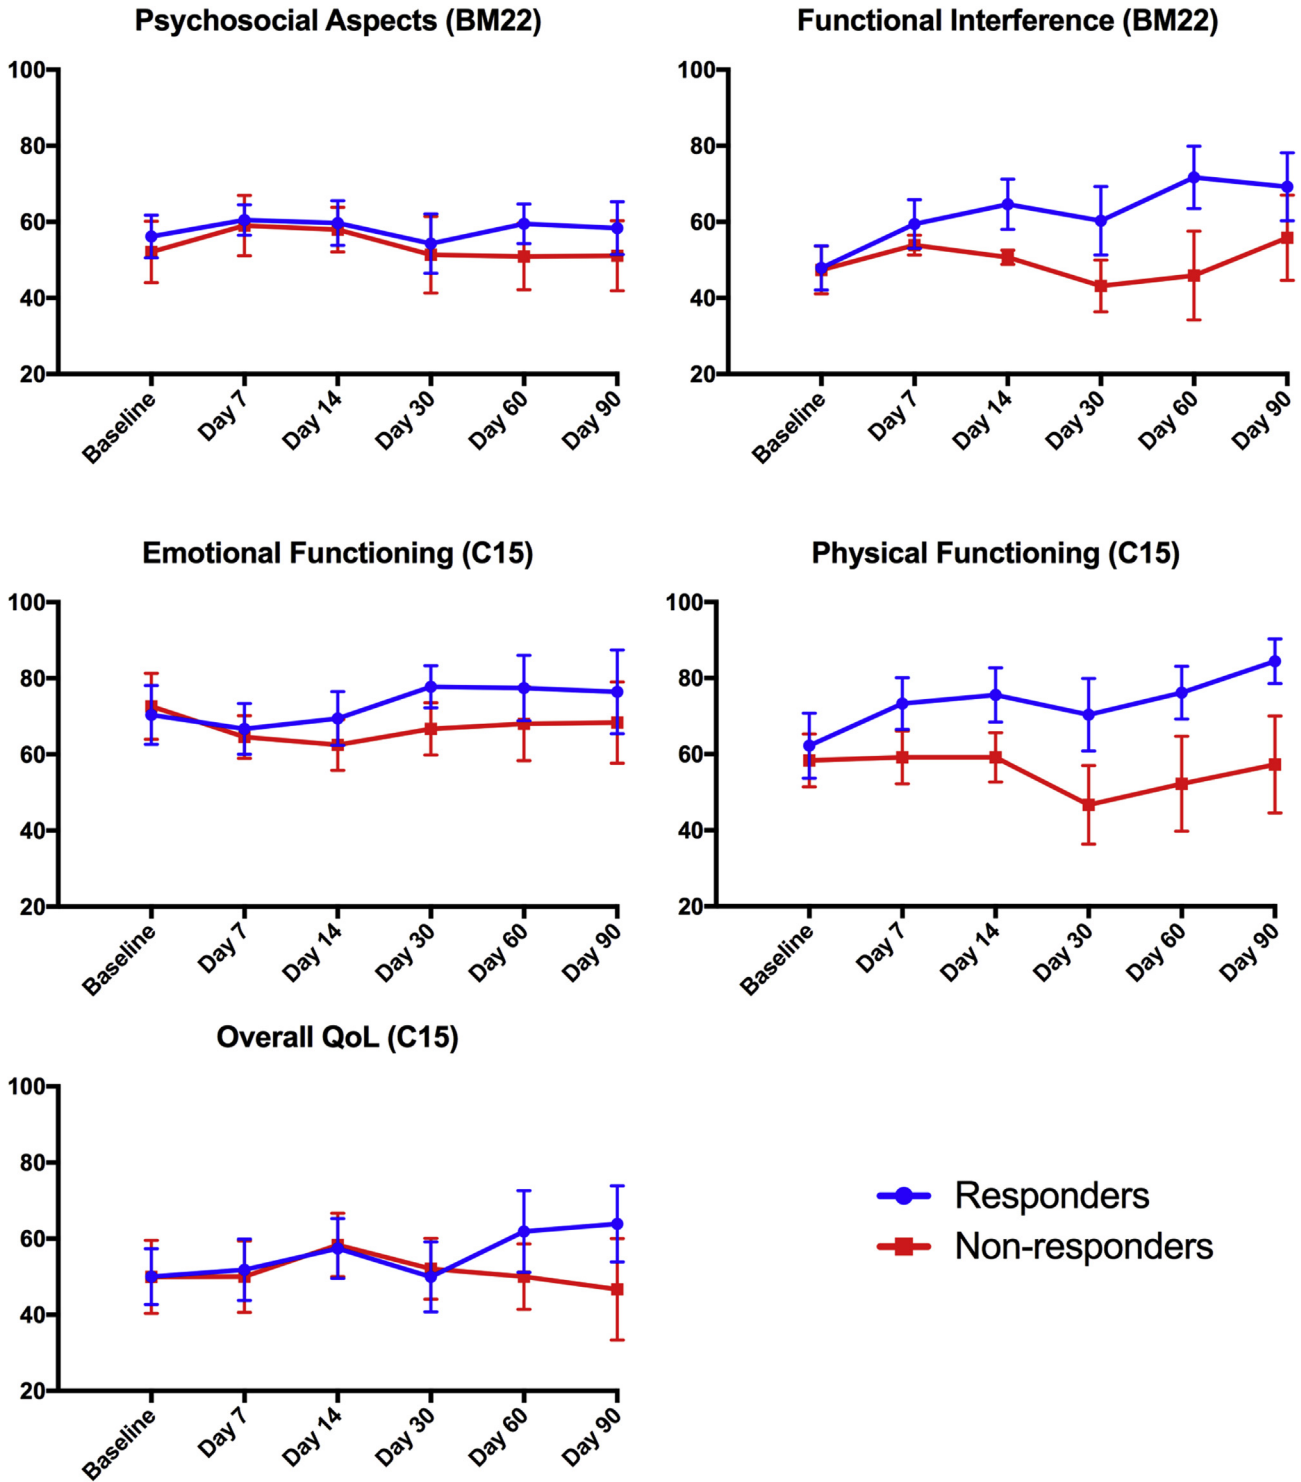 Psychosocial Aspects (BM22)
100
80
60
40
20
Baseline
Day 7
Day 14
Day 30
Day 60
Day 90
Functional Interference (BM22)
100
80
60
40
20
Baseline
Day 7
Day 14
Day 30
Day 60
Day 90
Emotional Functioning (C15)
100
80
60
40
20
Baseline
Day 7
Day 14
Day 30
Day 60
Day 90
Physical Functioning (C15)
100
80
60
40
20
Baseline
Day 7
Day 14
Day 30
Day 60
Day 90
Overall QoL (C15)
100
80
60
40
20
Baseline
Day 7
Day 14
Day 30
Day 60
Day 90
Responders
Non-responders